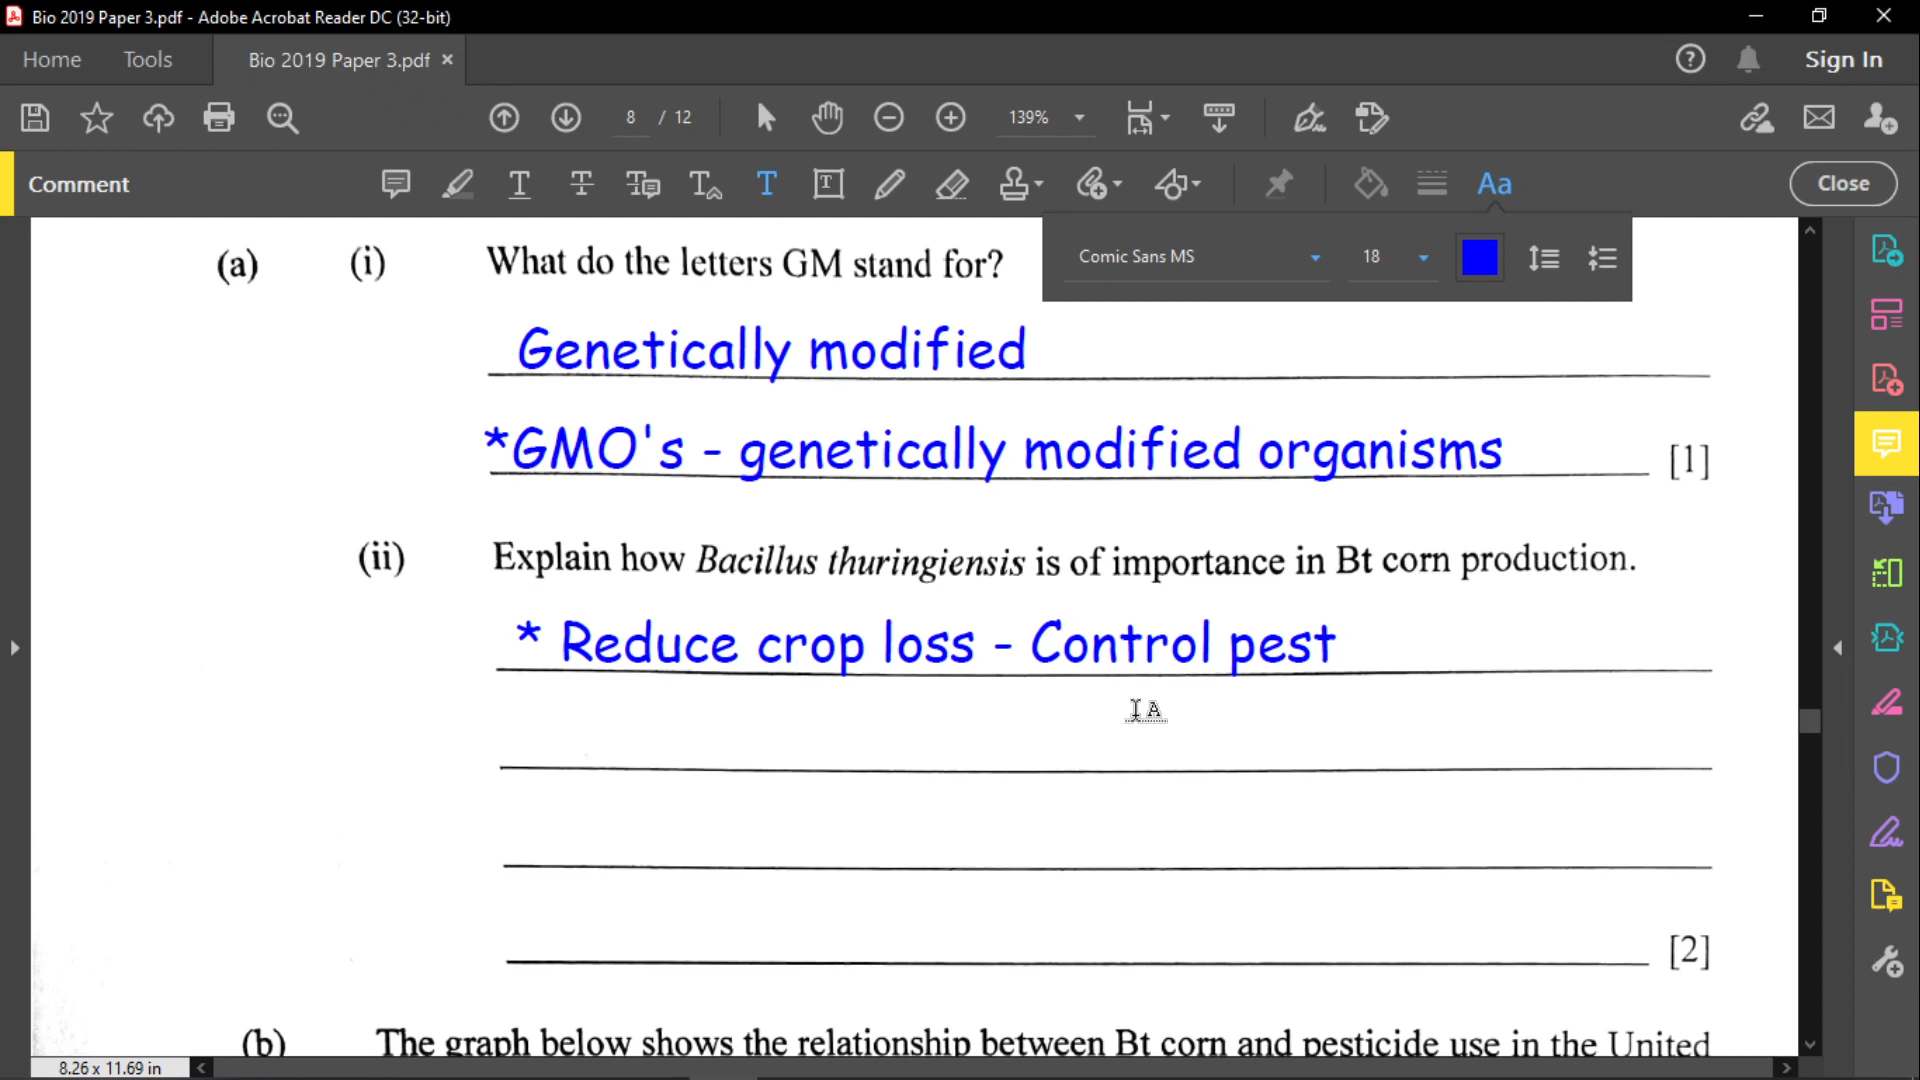 Bio 2019 Paper 3.pdf - Adobe Acrobat Reader DC (32-bit)
Home Tools Bio 2019 Paper 3.pdf × Sign In
8 / 12 139%
Comment Close
Comic Sans MS 18
(a) (i) What do the letters GM stand for?
Genetically modified
*GMO's - genetically modified organisms [1]
(ii) Explain how Bacillus thuringiensis is of importance in Bt corn production.
* Reduce crop loss - Control pest
[2]
(b) The graph below shows the relationship between Bt corn and pesticide use in the United
8.26 x 11.69 in